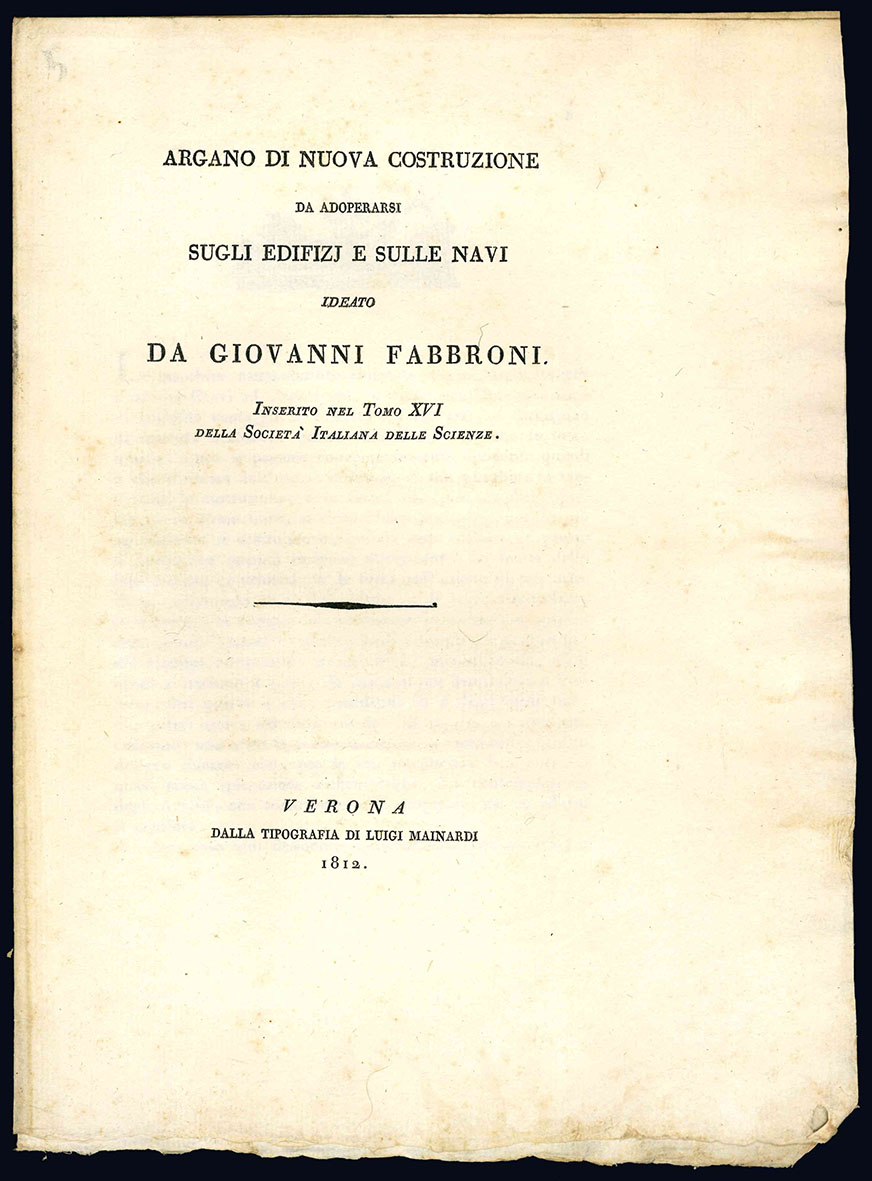 ARGANO DI NUOVA COSTRUZIONE
DA ADOPERARSI
SUGLI EDIFIZJ E SULLE NAVI
IDEATO
DA GIOVANNI FABBRONI.
INSERITO NEL TOMO XVI
DELLA SOCIETÀ ITALIANA DELLE SCIENZE.
VERONA
DALLA TIPOGRAFIA DI LUIGI MAINARDI
1812.